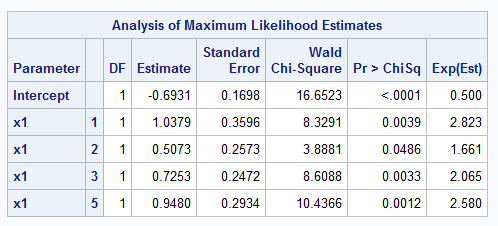 Analysis of Maximum Likelihood Estimates
Parameter DF Estimate Standard Error Wald Chi-Square Pr > ChiSq Exp(Est)
Intercept 1 -0.6931 0.1698 16.6523 <.0001 0.500
x1 1 1 1.0379 0.3596 8.3291 0.0039 2.823
x1 2 1 0.5073 0.2573 3.8881 0.0486 1.661
x1 3 1 0.7253 0.2472 8.6088 0.0033 2.065
x1 5 1 0.9480 0.2934 10.4366 0.0012 2.580